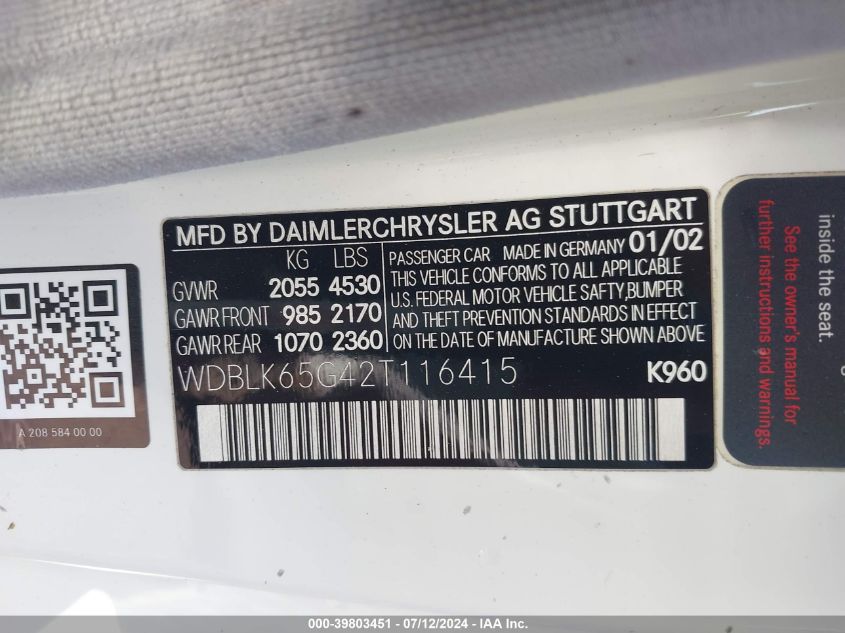 MFD BY DAIMLERCHRYSLER AG STUTTGART
KG LBS
GVWR 2055 4530
GAWR FRONT 985 2170
GAWR REAR 1070 2360
PASSENGER CAR MADE IN GERMANY 01/02
THIS VEHICLE CONFORMS TO ALL APPLICABLE
U.S. FEDERAL MOTOR VEHICLE SAFTY,BUMPER
AND THEFT PREVENTION STANDARDS IN EFFECT
ON THE DATE OF MANUFACTURE SHOWN ABOVE
WDBLK65G42T116415 K960
A 208 584 00 00
inside the seat.
See the owner's manual for
further instructions and warnings.
000-39803451 - 07/12/2024 - IAA Inc.